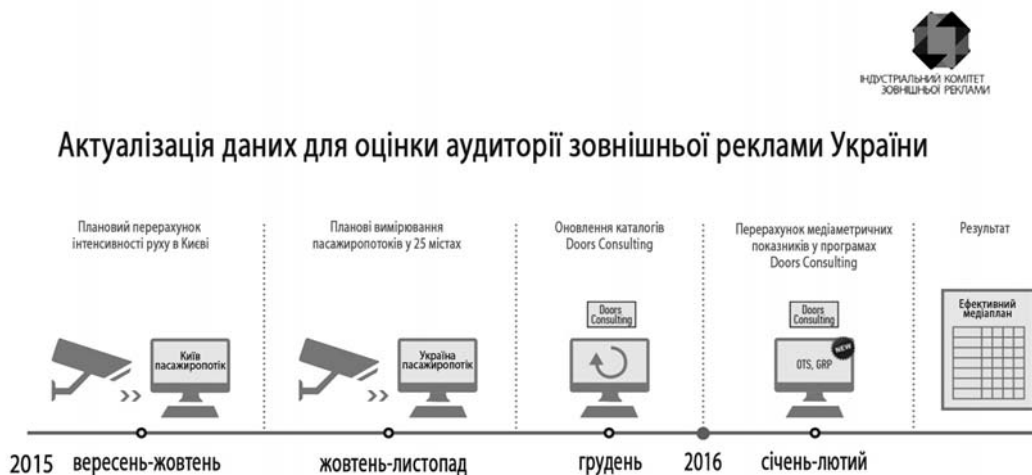 ІНДУСТРІАЛЬНИЙ КОМІТЕТ
ЗОВНІШНЬОЇ РЕКЛАМИ
Актуалізація даних для оцінки аудиторії зовнішньої реклами України
Плановий перерахунок
інтенсивності руху в Києві
Планові вимірювання
пасажиропотоків у 25 містах
Оновлення каталогів
Doors Consulting
Перерахунок медіаметричних
показників у програмах
Doors Consulting
Результат
Київ
пасажиропотік
Україна
пасажиропотік
Doors
Consulting
Doors
Consulting
NEW
OTS, GRP
Ефективний
медіаплан
2015 вересень-жовтень жовтень-листопад грудень 2016 січень-лютий